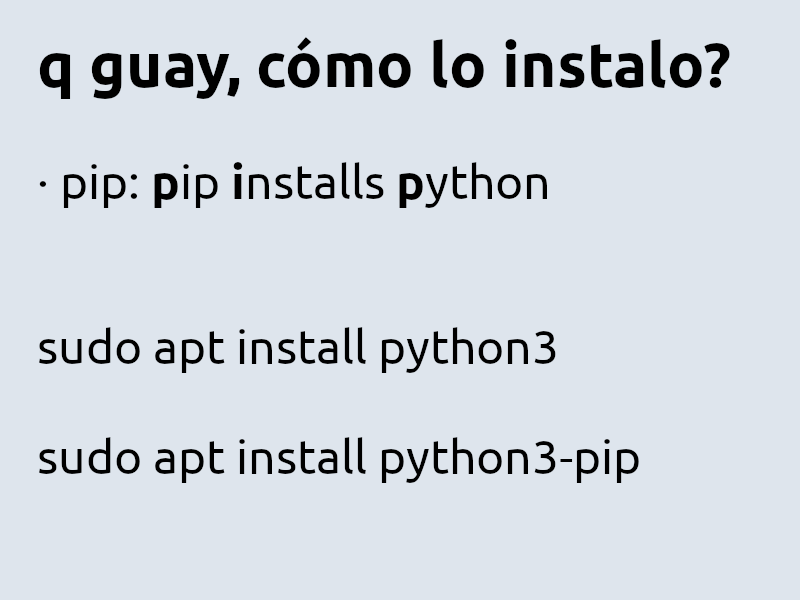 q guay, cómo lo instalo?
· pip: pip installs python
sudo apt install python3
sudo apt install python3-pip